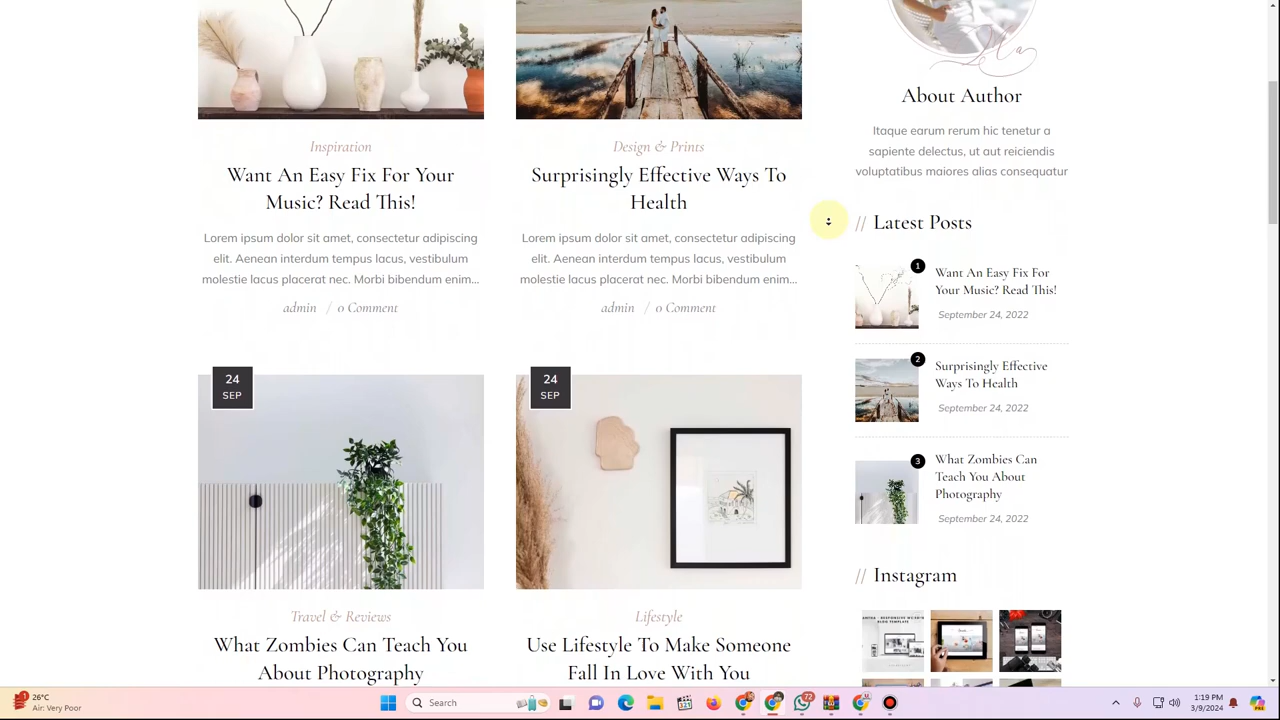 Inspiration
Want An Easy Fix For Your
Music? Read This!
Lorem ipsum dolor sit amet, consectetur adipiscing
elit. Aenean interdum tempus lacus, vestibulum
molestie lacus placerat nec. Morbi bibendum enim...
admin / 0 Comment
Design & Prints
Surprisingly Effective Ways To
Health
Lorem ipsum dolor sit amet, consectetur adipiscing
elit. Aenean interdum tempus lacus, vestibulum
molestie lacus placerat nec. Morbi bibendum enim...
admin / 0 Comment
24
SEP
Travel & Reviews
What Zombies Can Teach You
About Photography
24
SEP
Lifestyle
Use Lifestyle To Make Someone
Fall In Love With You
About Author
Itaque earum rerum hic tenetur a
sapiente delectus, ut aut reiciendis
voluptatibus maiores alias consequatur
// Latest Posts
1
Want An Easy Fix For
Your Music? Read This!
September 24, 2022
2
Surprisingly Effective
Ways To Health
September 24, 2022
3
What Zombies Can
Teach You About
Photography
September 24, 2022
// Instagram
26°C
Air: Very Poor
Search
72
1:19 PM
3/9/2024